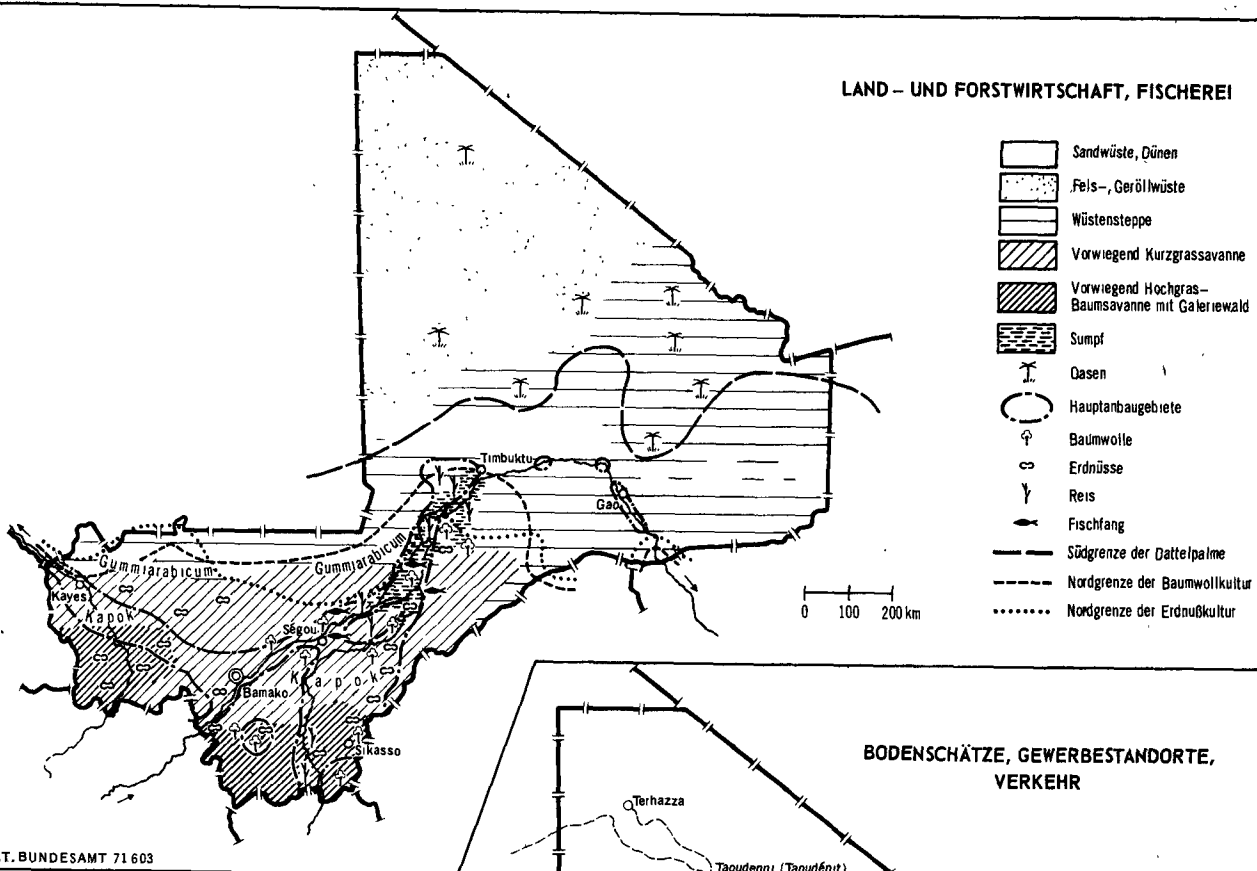 LAND – UND FORSTWIRTSCHAFT, FISCHEREI
Sandwüste, Dünen
Fels–, Geröllwüste
Wüstensteppe
Vorwiegend Kurzgrassavanne
Vorwiegend Hochgras–
Baumsavanne mit Galeriewald
Sumpf
Oasen
Hauptanbaugebiete
Baumwolle
Erdnüsse
Reis
Fischfang
Südgrenze der Dattelpalme
Nordgrenze der Baumwollkultur
Nordgrenze der Erdnußkultur
0 100 200 km
Timbuktu
Gao
Gummiarabicum
Gummiarabicum
Kayes
Kapok
Ségou
Kapok
Bamako
Sikasso
T. BUNDESAMT 71 603
BODENSCHÄTZE, GEWERBESTANDORTE,
VERKEHR
Terhazza
Taoudenni (Taoudénit)